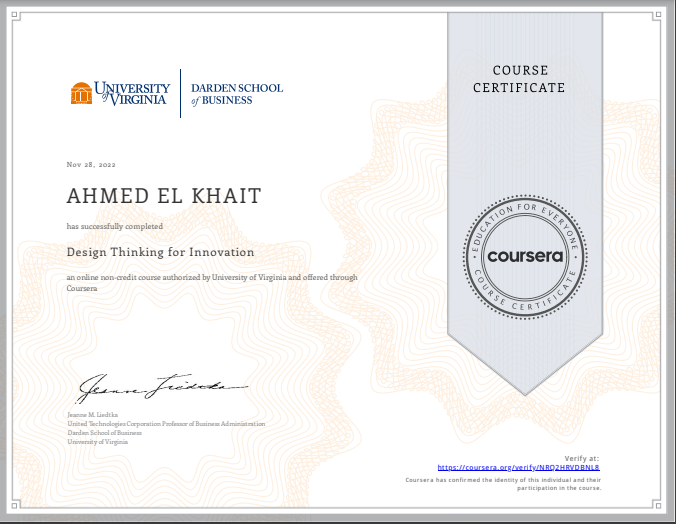 UNIVERSITY
of VIRGINIA
DARDEN SCHOOL
of BUSINESS
COURSE
CERTIFICATE
Nov 28, 2022
AHMED EL KHAIT
has successfully completed
Design Thinking for Innovation
an online non-credit course authorized by University of Virginia and offered through
Coursera
EDUCATION FOR EVERYONE
coursera
COURSE CERTIFICATE
Jeanne Liedtka
Jeanne M. Liedtka
United Technologies Corporation Professor of Business Administration
Darden School of Business
University of Virginia
Verify at:
https://coursera.org/verify/NRQ2HRVDBNL8
Coursera has confirmed the identity of this individual and their
participation in the course.